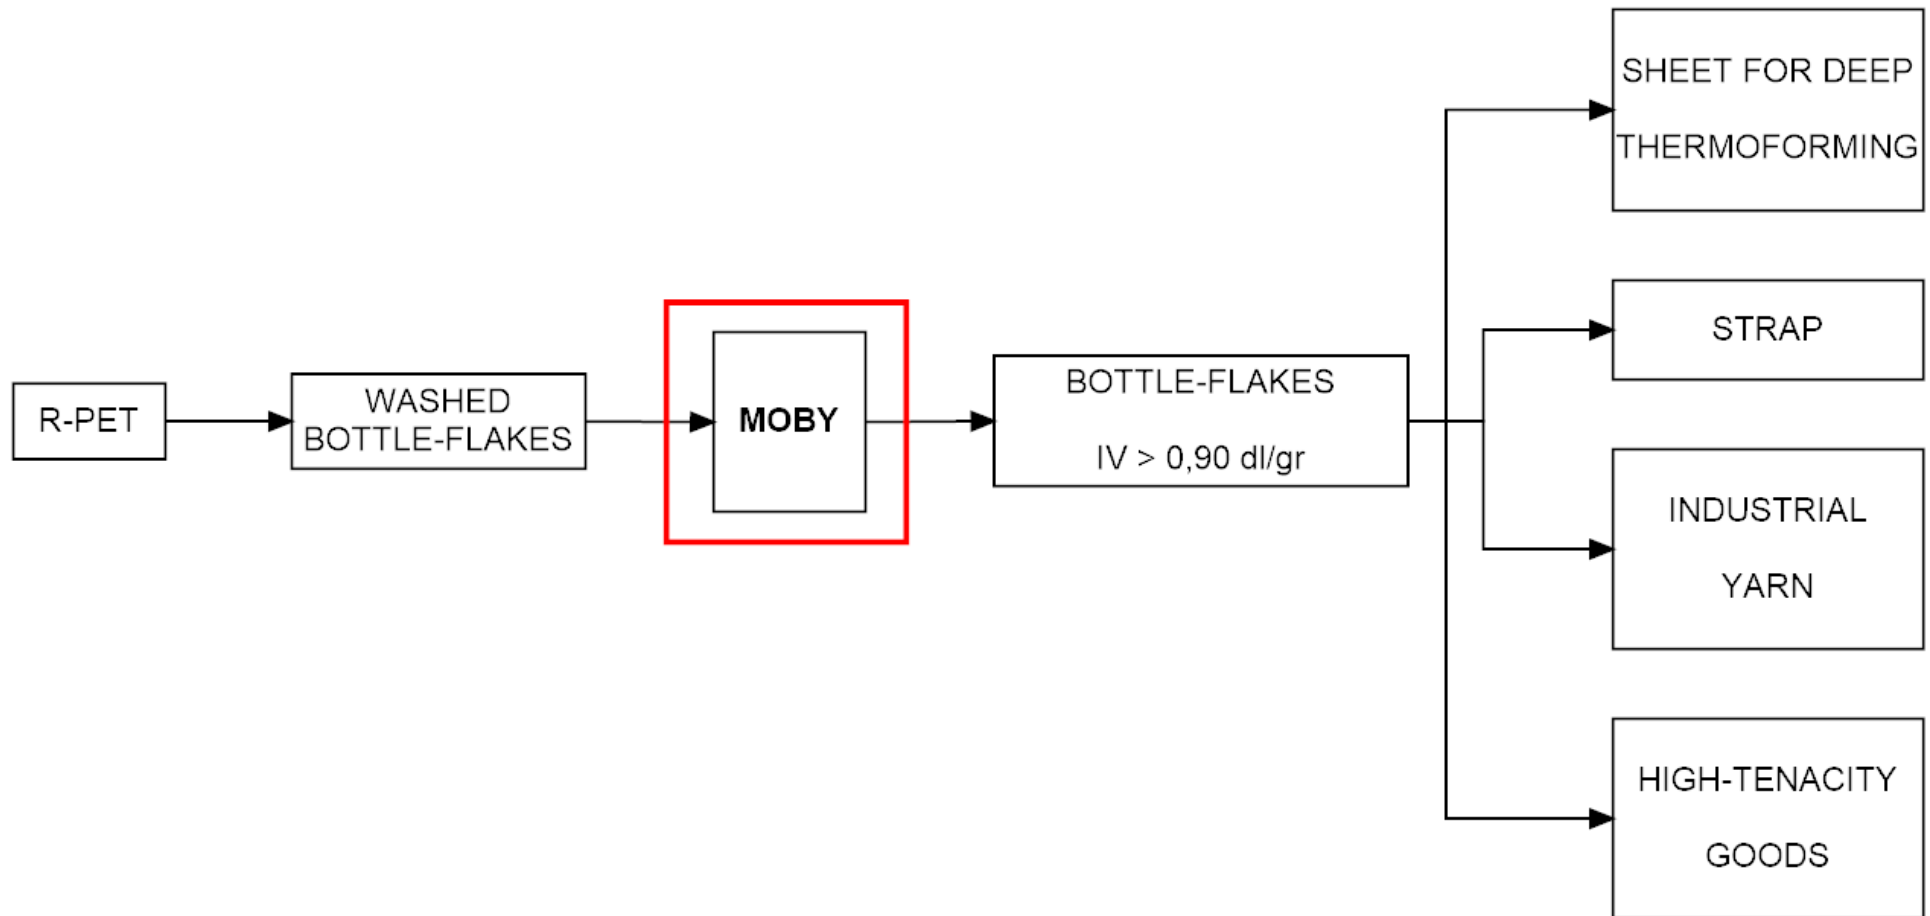 R-PET
WASHED
BOTTLE-FLAKES
MOBY
BOTTLE-FLAKES
IV > 0,90 dl/gr
SHEET FOR DEEP
THERMOFORMING
STRAP
INDUSTRIAL
YARN
HIGH-TENACITY
GOODS